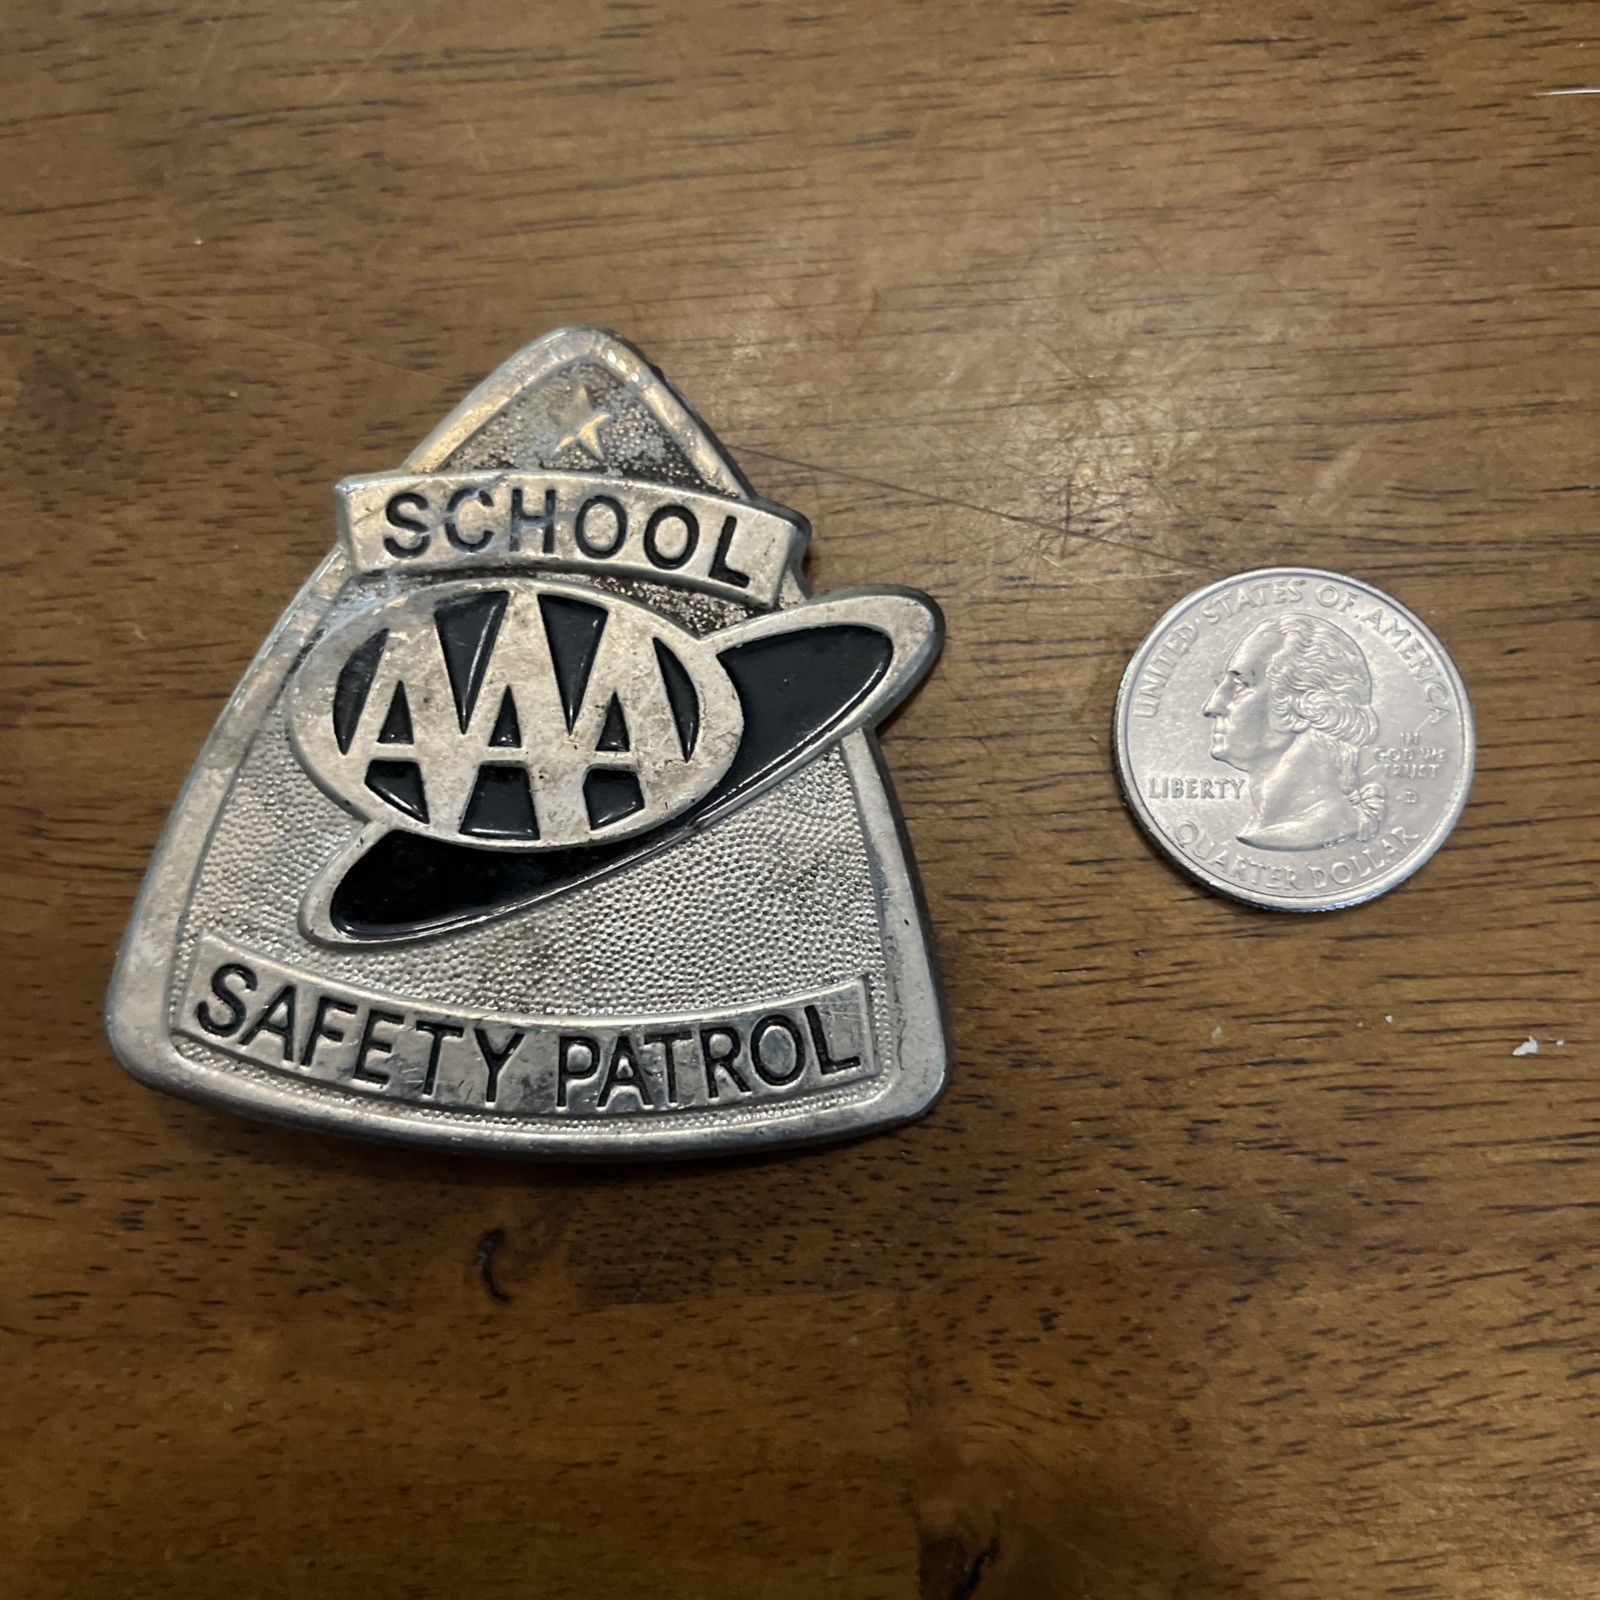 SCHOOL
AAA
SAFETY PATROL
UNITED STATES OF AMERICA
IN
GOD WE
TRUST
LIBERTY
D
QUARTER DOLLAR